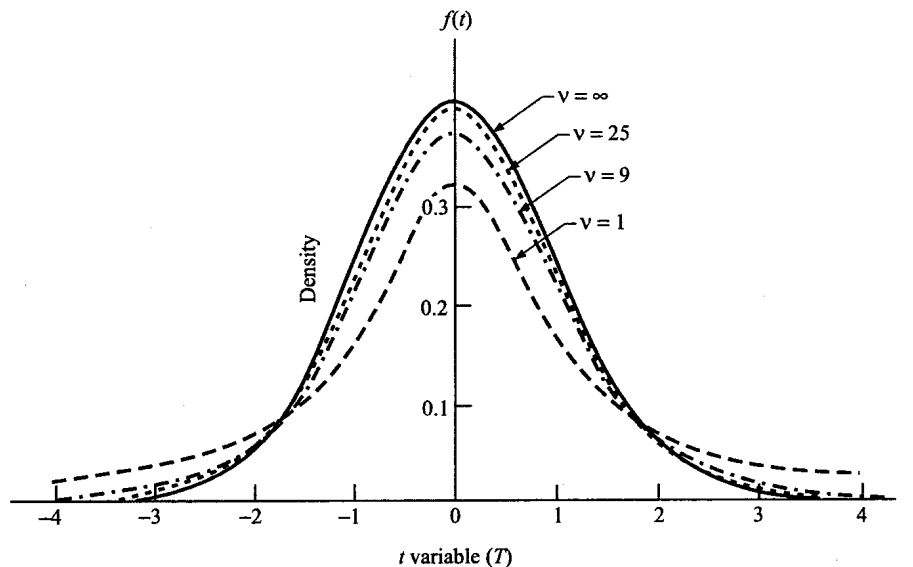 f(t)
ν = ∞
ν = 25
ν = 9
0.3
ν = 1
Density
0.2
0.1
−4 −3 −2 −1 0 1 2 3 4
t variable (T)